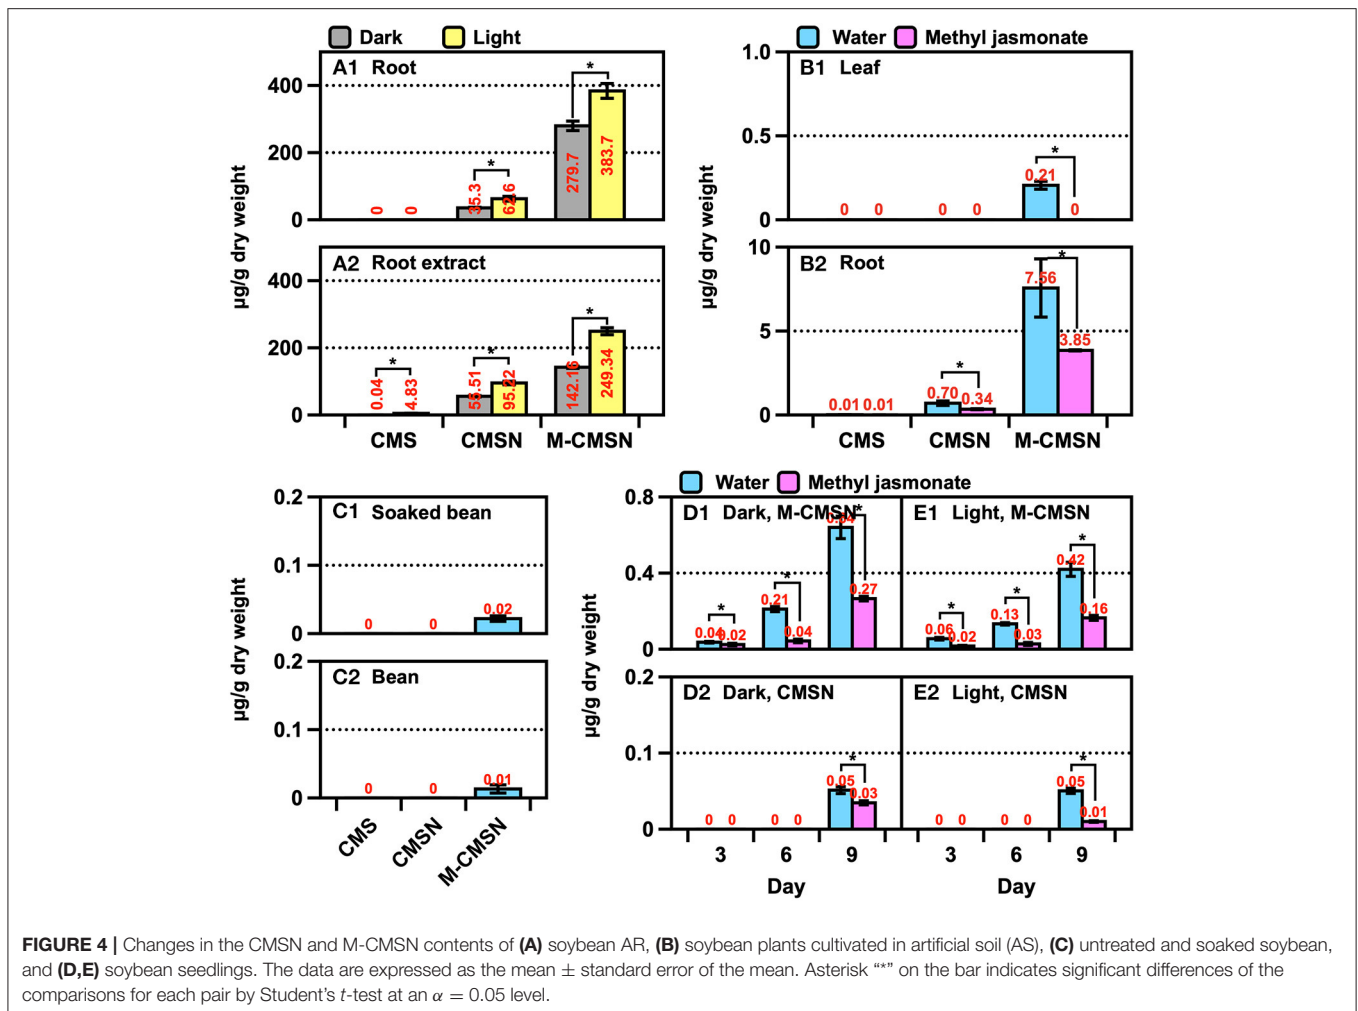 Dark Light
A1 Root
400
200
0
0 0 35.3 62.6 279.7 383.7
* *
µg/g dry weight
A2 Root extract
400
200
0
0.04 4.83 55.51 95.22 142.16 249.34
* * *
CMS CMSN M-CMSN
µg/g dry weight
Water Methyl jasmonate
B1 Leaf
1.0
0.5
0
0 0 0 0 0.21 0
*
B2 Root
10
5
0
0.01 0.01 0.70 0.34 7.56 3.85
* *
CMS CMSN M-CMSN
C1 Soaked bean
0.2
0.1
0
0 0 0.02
µg/g dry weight
C2 Bean
0.2
0.1
0
0 0 0.01
CMS CMSN M-CMSN
Water Methyl jasmonate
µg/g dry weight
D1 Dark, M-CMSN
0.8
0.4
0
0.04 0.02 0.21 0.04 0.64 0.27
* * *
E1 Light, M-CMSN
0.06 0.02 0.13 0.03 0.42 0.16
* * *
D2 Dark, CMSN
0.2
0.1
0
0 0 0 0 0.05 0.03
*
3 6 9
Day
E2 Light, CMSN
0 0 0 0 0.05 0.01
*
3 6 9
Day
FIGURE 4 | Changes in the CMSN and M-CMSN contents of (A) soybean AR, (B) soybean plants cultivated in artificial soil (AS), (C) untreated and soaked soybean,
and (D,E) soybean seedlings. The data are expressed as the mean ± standard error of the mean. Asterisk “*” on the bar indicates significant differences of the
comparisons for each pair by Student’s t-test at an α = 0.05 level.